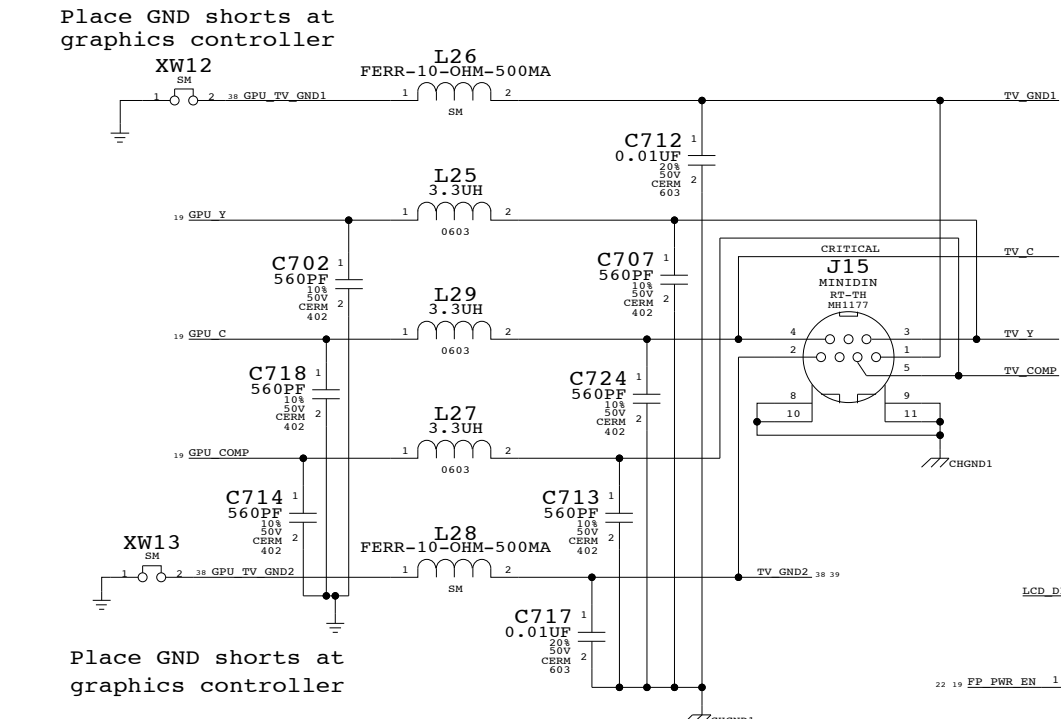 Place GND shorts at
graphics controller
XW12
SM
1 2 38 GPU_TV_GND1
L26
FERR-10-OHM-500MA
1 2
SM
TV_GND1
C712
0.01UF
20%
50V
CERM
603
1
2
L25
3.3UH
1 2
0603
19 GPU_Y
C702
560PF
10%
50V
CERM
402
1
2
C707
560PF
10%
50V
CERM
402
1
2
CRITICAL
J15
MINIDIN
RT-TH
MH1177
TV_C
L29
3.3UH
1 2
0603
19 GPU_C
4 3
TV_Y
2 1
5
TV_COMP
8 9
10 11
CHGND1
C718
560PF
10%
50V
CERM
402
1
2
C724
560PF
10%
50V
CERM
402
1
2
L27
3.3UH
1 2
0603
19 GPU_COMP
C714
560PF
10%
50V
CERM
402
1
2
C713
560PF
10%
50V
CERM
402
1
2
XW13
SM
1 2 38 GPU_TV_GND2
L28
FERR-10-OHM-500MA
1 2
SM
TV_GND2 38 39
LCD_D
C717
0.01UF
20%
50V
CERM
603
1
2
Place GND shorts at
graphics controller
22 19 FP_PWR_EN 1
CHGND1